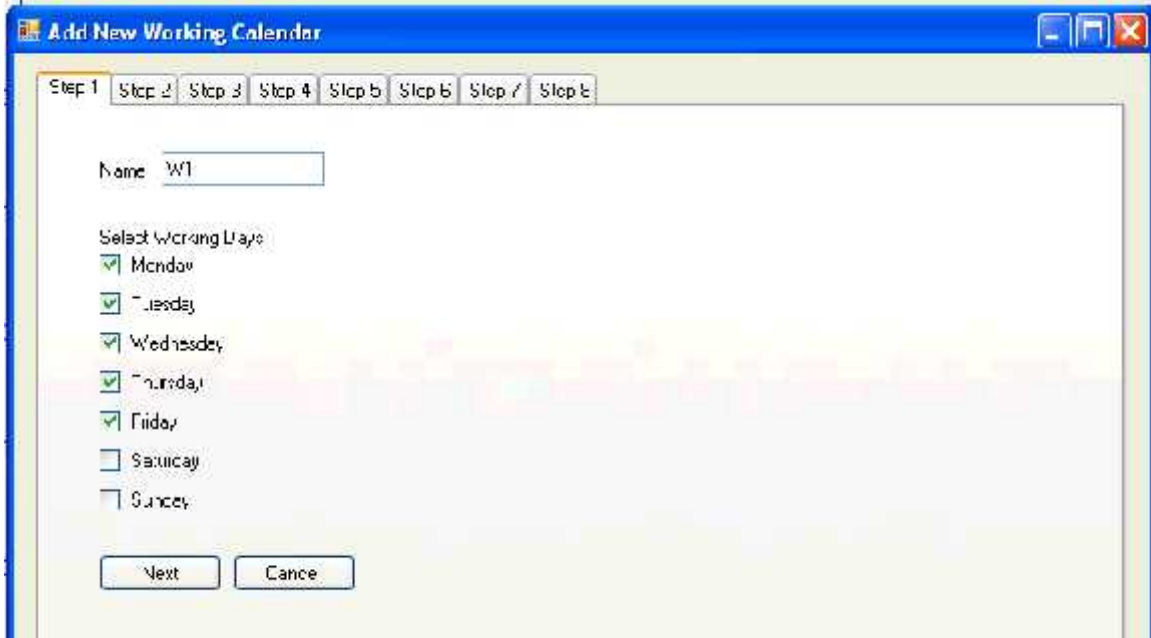 Add New Working Calendar
Step 1 Step 2 Step 3 Step 4 Step 5 Step 6 Step 7 Step 8
Name W1
Select Working Days
Monday
Tuesday
Wednesday
Thursday
Friday
Saturday
Sunday
Next Cancel